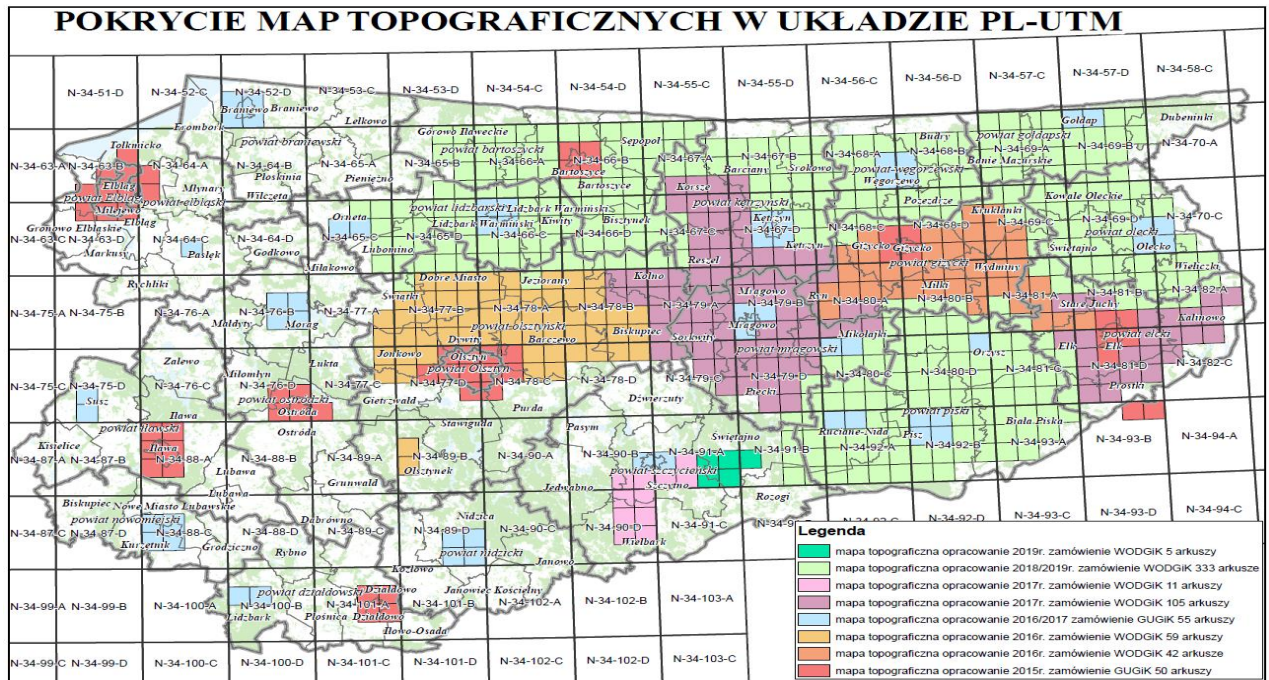 POKRYCIE MAP TOPOGRAFICZNYCH W UKŁADZIE PL-UTM
N-34-51-D
N-34-52-C
N-34-52-D
N-34-53-C
N-34-53-D
N-34-54-C
N-34-54-D
N-34-55-C
N-34-55-D
N-34-56-C
N-34-56-D
N-34-57-C
N-34-57-D
N-34-58-C
Braniewo
Braniewo
Lelkowo
Frombork
powiat braniewski
Górowo Iławeckie
powiat bartoszycki
Sępopol
Budry
powiat gołdapski
Gołdap
Dubeninki
Tolkmicko
N-34-63-A
N-34-63-B
N-34-64-A
N-34-64-B
N-34-65-A
N-34-65-B
N-34-66-A
N-34-66-B
N-34-67-A
N-34-67-B
N-34-68-A
N-34-68-B
N-34-69-A
N-34-69-B
N-34-70-A
Płoskinia
Pieniężno
Bartoszyce
Bartoszyce
Barciany
Srokowo
powiat węgorzewski
Węgorzewo
Banie Mazurskie
Elbląg
powiat Elbląg
Milejewo
Elbląg
Młynary
powiat elbląski
Wilczęta
Korsze
powiat kętrzyński
Pozezdrze
Kruklanki
Kowale Oleckie
Gronowo Elbląskie
Orneta
powiat lidzbarski
Lidzbark Warmiński
Lidzbark Warmiński
Kiwity
Bisztynek
Kętrzyn
Kętrzyn
N-34-63-C
N-34-63-D
N-34-64-C
N-34-64-D
N-34-65-C
N-34-65-D
N-34-66-C
N-34-66-D
N-34-67-C
N-34-67-D
N-34-68-C
N-34-68-D
N-34-69-C
N-34-69-D
N-34-70-C
Markusy
Pasłęk
Godkowo
Lubomino
Miłakowo
Reszel
Giżycko
Giżycko
powiat giżycki
Wydminy
Świętajno
powiat olecki
Olecko
Wieliczki
Rychliki
Dobre Miasto
Jeziorany
Kolno
Mrągowo
Ryn
Miłki
Świątki
N-34-75-A
N-34-75-B
N-34-76-A
N-34-76-B
N-34-77-A
N-34-77-B
N-34-78-A
N-34-78-B
N-34-79-A
N-34-79-B
N-34-80-A
N-34-80-B
N-34-81-A
N-34-81-B
N-34-82-A
Małdyty
Morąg
powiat olsztyński
Dywity
Barczewo
Biskupiec
Mrągowo
Sorkwity
powiat mrągowski
Mikołajki
Orzysz
Stare Juchy
powiat ełcki
Ełk
Ełk
Kalinowo
Zalewo
Miłomłyn
Łukta
Jonkowo
Olsztyn
powiat Olsztyn
N-34-75-C
N-34-75-D
N-34-76-C
N-34-76-D
N-34-77-C
N-34-77-D
N-34-78-C
N-34-78-D
N-34-79-C
N-34-79-D
N-34-80-C
N-34-80-D
N-34-81-C
N-34-81-D
N-34-82-C
Susz
powiat ostródzki
Ostróda
Gietrzwałd
Purda
Dźwierzuty
Piecki
powiat piski
Prostki
Iława
powiat iławski
Iława
Ostróda
Stawiguda
Pasym
Świętajno
Ruciane-Nida
Pisz
Biała Piska
Kisielice
N-34-87-A
N-34-87-B
N-34-88-A
N-34-88-B
N-34-89-A
N-34-89-B
N-34-90-A
N-34-90-B
N-34-91-A
N-34-91-B
N-34-92-A
N-34-92-B
N-34-93-A
N-34-93-B
N-34-94-A
Lubawa
Lubawa
Olsztynek
Grunwald
Jedwabno
powiat szczycieński
Szczytno
Rozogi
Biskupiec
Nowe Miasto Lubawskie
powiat nowomiejski
Kurzętnik
Grodziczno
Dąbrówno
Rybno
Nidzica
powiat nidzicki
Wielbark
N-34-87-C
N-34-87-D
N-34-88-C
N-34-88-D
N-34-89-C
N-34-89-D
N-34-90-C
N-34-90-D
N-34-91-C
N-34-92-D
N-34-93-C
N-34-93-D
N-34-94-C
Kozłowo
Janowo
Janowiec Kościelny
powiat działdowski
Działdowo
N-34-99-A
N-34-99-B
N-34-100-A
N-34-100-B
N-34-101-A
N-34-101-B
N-34-102-A
N-34-102-B
N-34-103-A
Lidzbark
Płośnica
Działdowo
Iłowo-Osada
N-34-99-C
N-34-99-D
N-34-100-C
N-34-100-D
N-34-101-C
N-34-101-D
N-34-102-C
N-34-102-D
N-34-103-C
Legenda
mapa topograficzna opracowanie 2019r. zamówienie WODGiK 5 arkuszy
mapa topograficzna opracowanie 2018/2019r. zamówienie WODGiK 333 arkusze
mapa topograficzna opracowanie 2017r. zamówienie WODGiK 11 arkuszy
mapa topograficzna opracowanie 2017r. zamówienie WODGiK 105 arkuszy
mapa topograficzna opracowanie 2016/2017 zamówienie GUGiK 55 arkuszy
mapa topograficzna opracowanie 2016r. zamówienie WODGiK 59 arkuszy
mapa topograficzna opracowanie 2016r. zamówienie WODGiK 42 arkusze
mapa topograficzna opracowanie 2015r. zamówienie GUGiK 50 arkuszy